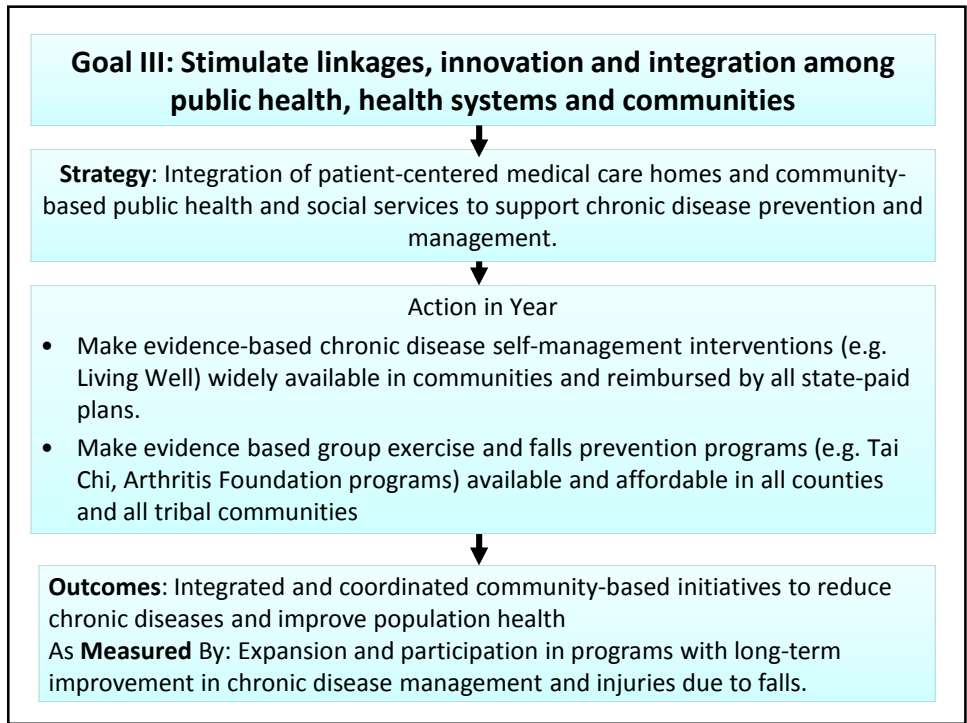 Goal III: Stimulate linkages, innovation and integration among
public health, health systems and communities
Strategy: Integration of patient-centered medical care homes and community-
based public health and social services to support chronic disease prevention and
management.
Action in Year
• Make evidence-based chronic disease self-management interventions (e.g.
Living Well) widely available in communities and reimbursed by all state-paid
plans.
• Make evidence based group exercise and falls prevention programs (e.g. Tai
Chi, Arthritis Foundation programs) available and affordable in all counties
and all tribal communities
Outcomes: Integrated and coordinated community-based initiatives to reduce
chronic diseases and improve population health
As Measured By: Expansion and participation in programs with long-term
improvement in chronic disease management and injuries due to falls.